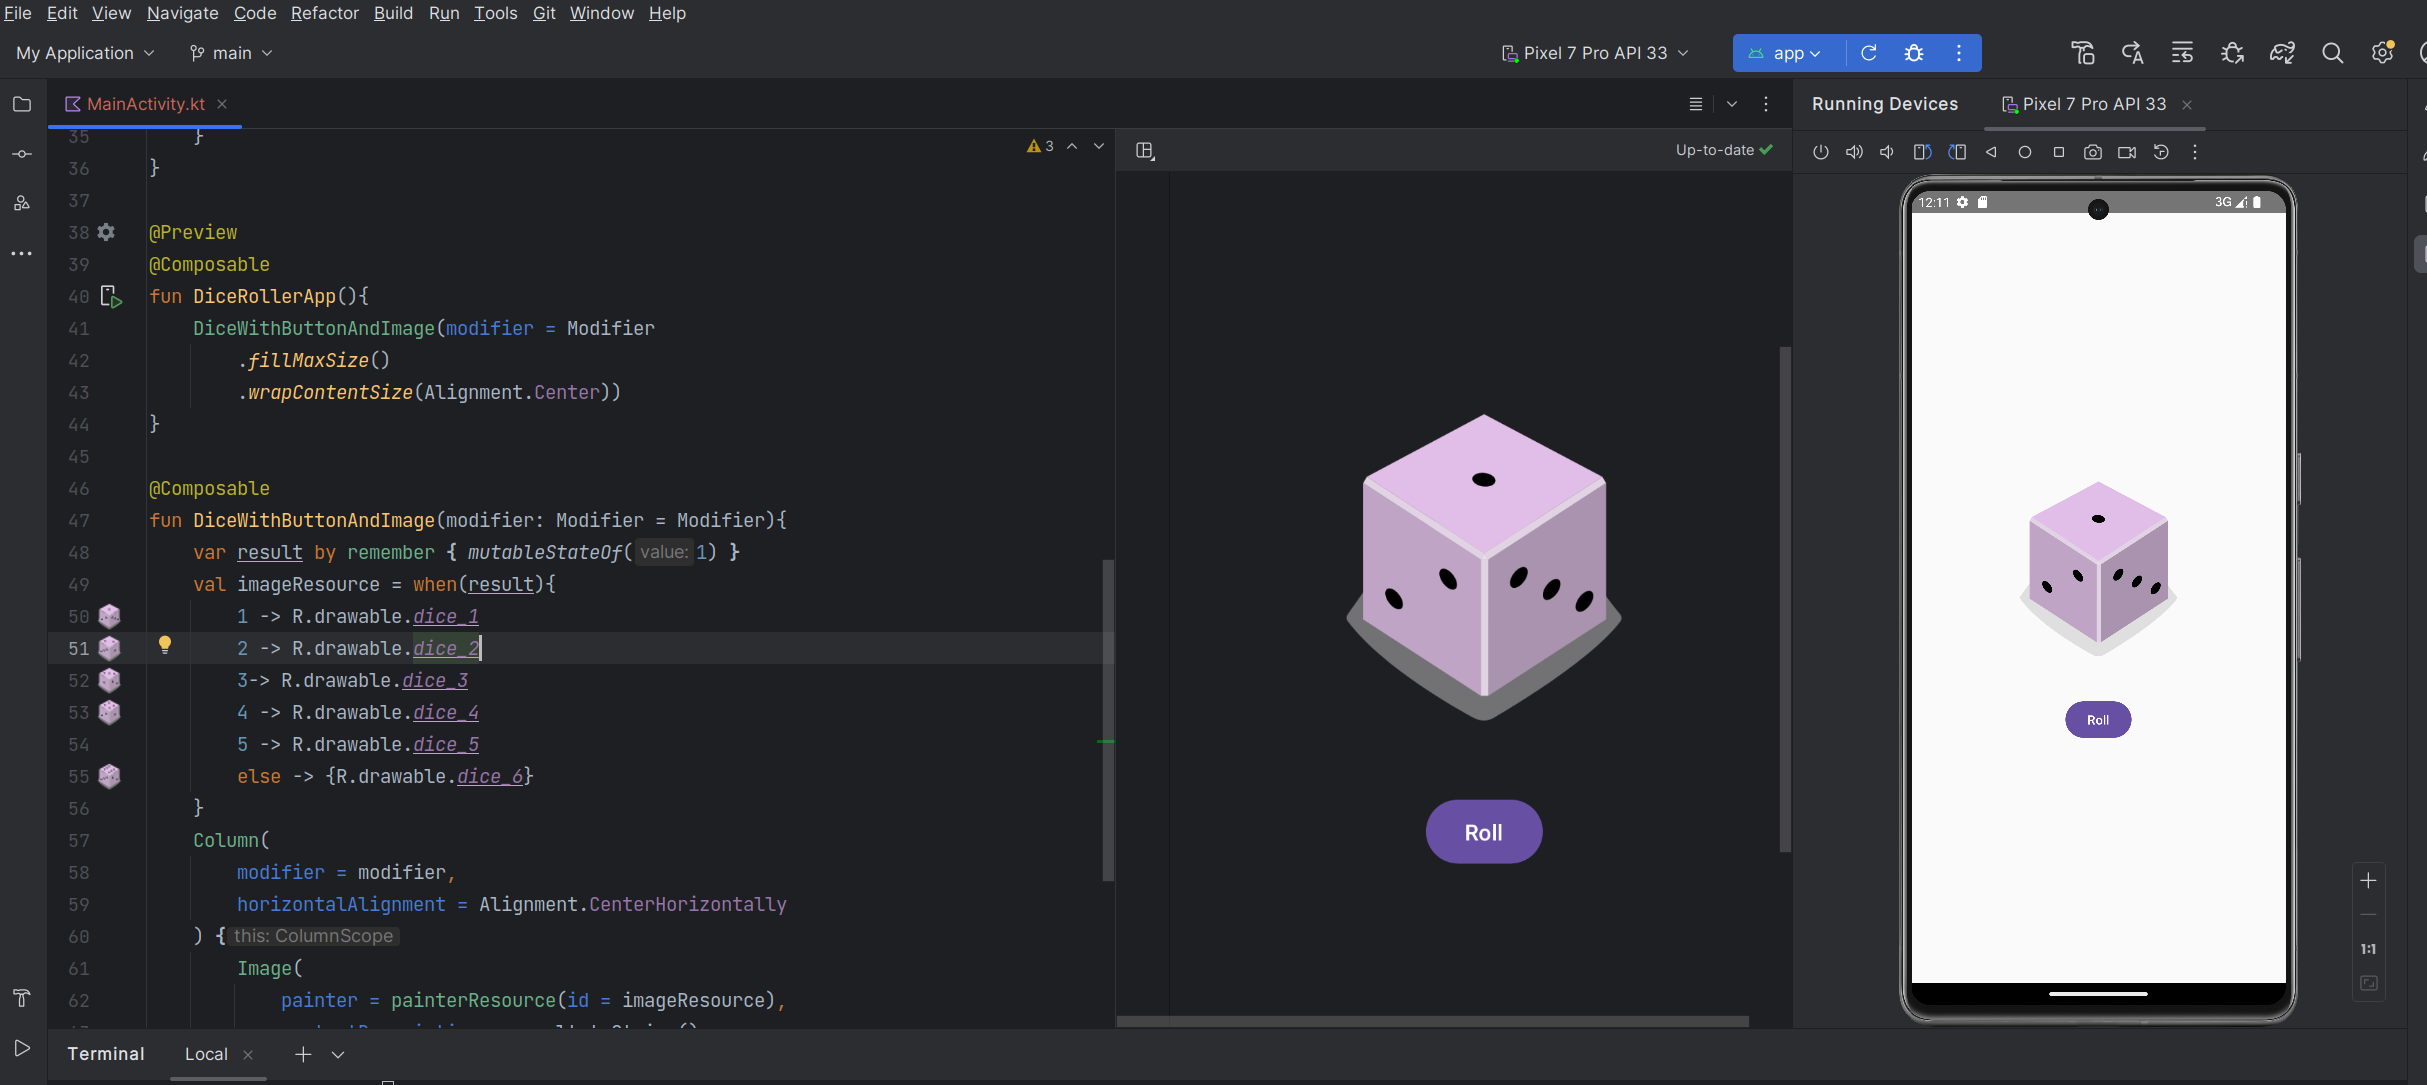 File Edit View Navigate Code Refactor Build Run Tools Git Window Help
My Application main Pixel 7 Pro API 33 app
MainActivity.kt
Running Devices Pixel 7 Pro API 33
3
Up-to-date
35 }
36 }
37
38 @Preview
39 @Composable
40 fun DiceRollerApp(){
41 DiceWithButtonAndImage(modifier = Modifier
42 .fillMaxSize()
43 .wrapContentSize(Alignment.Center))
44 }
45
46 @Composable
47 fun DiceWithButtonAndImage(modifier: Modifier = Modifier){
48 var result by remember { mutableStateOf( value: 1) }
49 val imageResource = when(result){
50 1 -> R.drawable.dice_1
51 2 -> R.drawable.dice_2
52 3-> R.drawable.dice_3
53 4 -> R.drawable.dice_4
54 5 -> R.drawable.dice_5
55 else -> {R.drawable.dice_6}
56 }
57 Column(
58 modifier = modifier,
59 horizontalAlignment = Alignment.CenterHorizontally
60 ) { this: ColumnScope
61 Image(
62 painter = painterResource(id = imageResource),
Roll
12:11 3G
Roll
1:1
Terminal Local